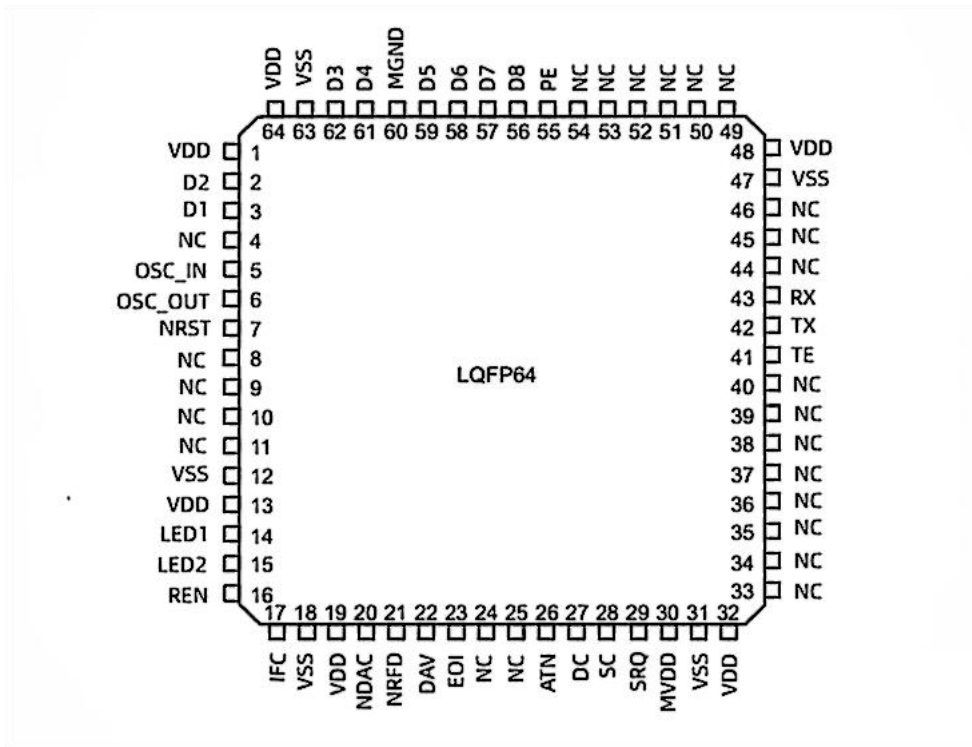 VDD VSS D3 D4 MGND D5 D6 D7 D8 PE NC NC NC NC NC NC
64 63 62 61 60 59 58 57 56 55 54 53 52 51 50 49
VDD 1 48 VDD
D2 2 47 VSS
D1 3 46 NC
NC 4 45 NC
OSC_IN 5 44 NC
OSC_OUT 6 43 RX
NRST 7 42 TX
NC 8 41 TE
NC 9 40 NC
NC 10 39 NC
NC 11 38 NC
VSS 12 37 NC
VDD 13 36 NC
LED1 14 35 NC
LED2 15 34 NC
REN 16 33 NC
LQFP64
17 18 19 20 21 22 23 24 25 26 27 28 29 30 31 32
IFC VSS VDD NDAC NRFD DAV EOI NC NC ATN DC SC SRQ MVDD VSS VDD